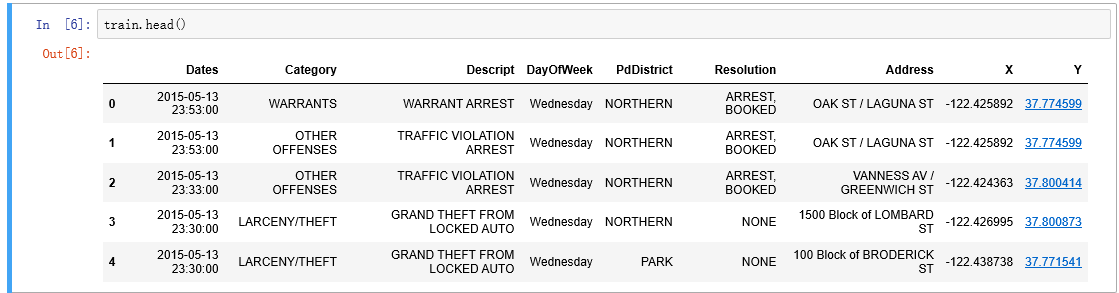 In [6]: train.head()
Out[6]:
Dates Category Descript DayOfWeek PdDistrict Resolution Address X Y
0 2015-05-13 23:53:00 WARRANTS WARRANT ARREST Wednesday NORTHERN ARREST, BOOKED OAK ST / LAGUNA ST -122.425892 37.774599
1 2015-05-13 23:53:00 OTHER OFFENSES TRAFFIC VIOLATION ARREST Wednesday NORTHERN ARREST, BOOKED OAK ST / LAGUNA ST -122.425892 37.774599
2 2015-05-13 23:33:00 OTHER OFFENSES TRAFFIC VIOLATION ARREST Wednesday NORTHERN ARREST, BOOKED VANNESS AV / GREENWICH ST -122.424363 37.800414
3 2015-05-13 23:30:00 LARCENY/THEFT GRAND THEFT FROM LOCKED AUTO Wednesday NORTHERN NONE 1500 Block of LOMBARD ST -122.426995 37.800873
4 2015-05-13 23:30:00 LARCENY/THEFT GRAND THEFT FROM LOCKED AUTO Wednesday PARK NONE 100 Block of BRODERICK ST -122.438738 37.771541